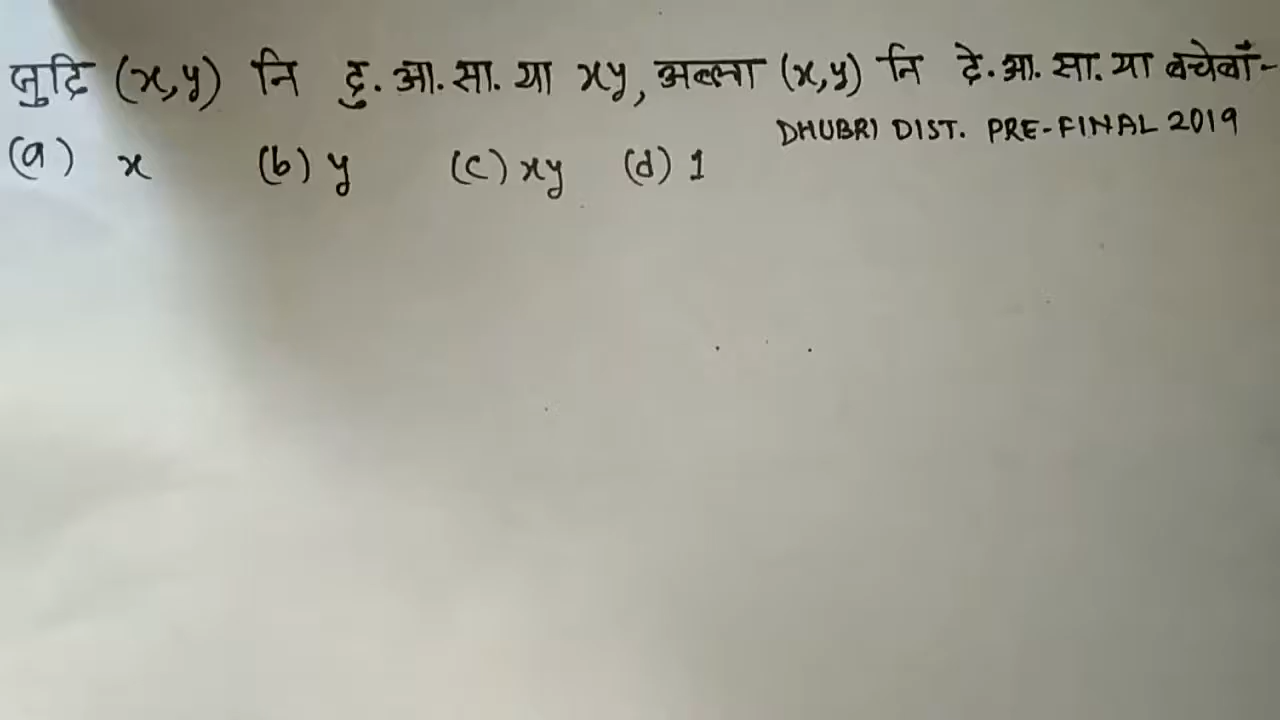 जुदि (x,y) नि दु. आ. सा. या xy, अब्ला (x,y) नि दे. आ. सा. या बेचेबाँ-
DHUBRI DIST. PRE-FINAL 2019
(a) x (b) y (c) xy (d) 1